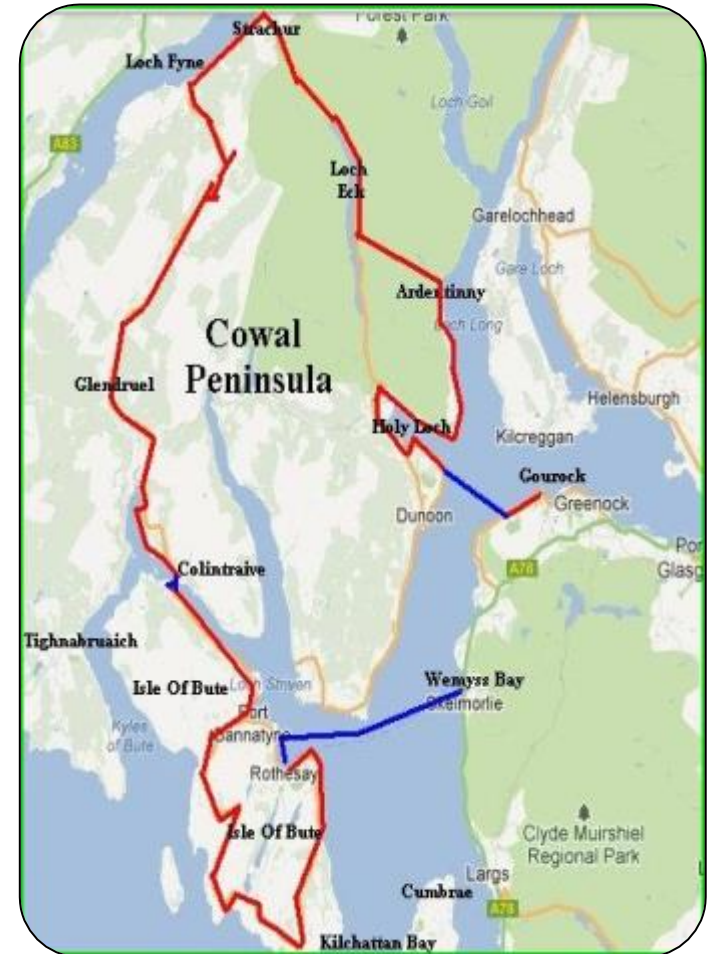 Forest Park
Strachur
Loch Fyne
Loch Goil
A83
Loch
Eck
Garelochhead
Gare Loch
Ardentinny
Loch Long
Cowal
Peninsula
Glendruel
Helensburgh
Holy Loch
Kilcreggan
Gourock
Greenock
Dunoon
Por
Glasg
A78
Colintraive
Tighnabruaich
Isle Of Bute
Loch Striven
Wemyss Bay
Skelmorlie
Port
Bannatyne
Kyles
of Bute
Rothesay
Isle Of Bute
Clyde Muirshiel
Regional Park
Largs
Cumbrae
A78
Kilchattan Bay